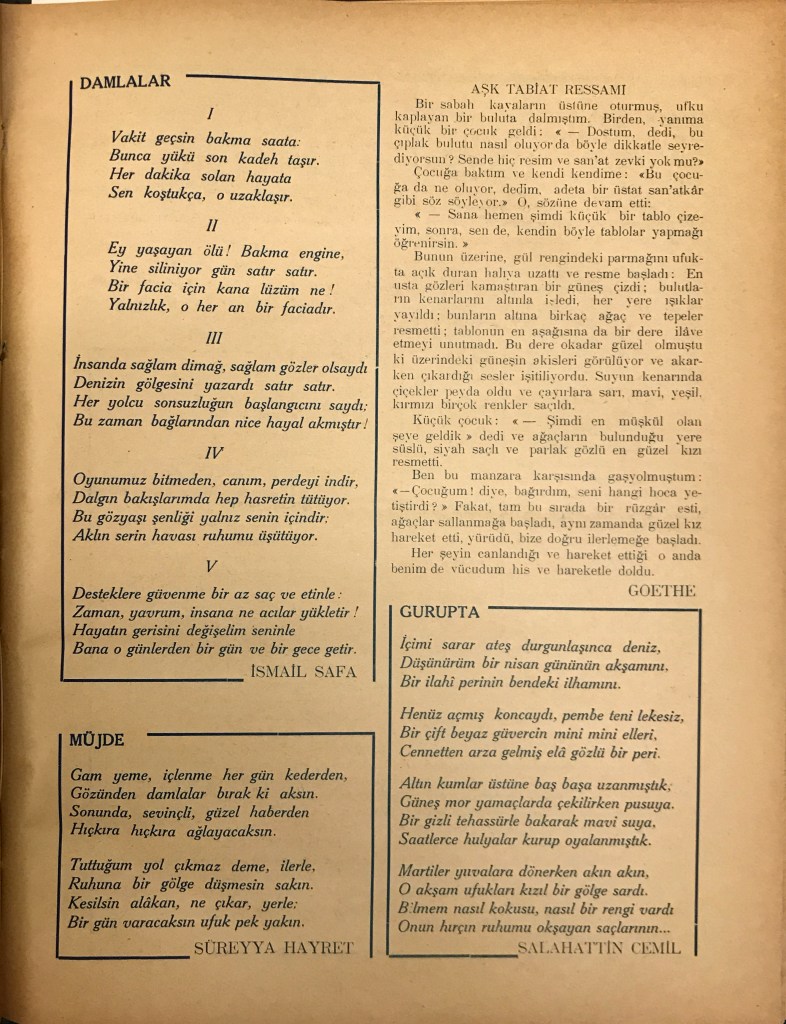 DAMLALAR
I
Vakit geçsin bakma saata:
Bunca yükü son kadeh taşır.
Her dakika solan hayata
Sen koştukça, o uzaklaşır.
II
Ey yaşayan ölü! Bakma engine,
Yine siliniyor gün satır satır.
Bir facia için kana lüzüm ne!
Yalnızlık, o her an bir faciadır.
III
İnsanda sağlam dimağ, sağlam gözler olsaydı
Denizin gölgesini yazardı satır satır.
Her yolcu sonsuzluğun başlangıcını saydı;
Bu zaman bağlarından nice hayal akmıştır!
IV
Oyunumuz bitmeden, canım, perdeyi indir,
Dalgın bakışlarımda hep hasretin tütüyor.
Bu gözyaşı şenliği yalnız senin içindir:
Aklın serin havası ruhumu üşütüyor.
V
Desteklere güvenme bir az saç ve etinle:
Zaman, yavrum, insana ne acılar yükletir!
Hayatın gerisini değişelim seninle
Bana o günlerden bir gün ve bir gece getir.
İSMAİL SAFA
MÜJDE
Gam yeme, içlenme her gün kederden,
Gözünden damlalar bırak ki aksın.
Sonunda, sevinçli, güzel haberden
Hıçkıra hıçkıra ağlayacaksın.
Tuttuğum yol çıkmaz deme, ilerle,
Ruhuna bir gölge düşmesin sakın.
Kesilsin alâkan, ne çıkar, yerle;
Bir gün varacaksın ufuk pek yakın.
SÜREYYA HAYRET
AŞK TABİAT RESSAMI
Bir sabah kayaların üstüne oturmuş, ufku
kaplayan bir buluta dalmıştım. Birden, yanıma
küçük bir çocuk geldi: « — Dostum, dedi, bu
çıplak bulutu nasıl oluyor da böyle dikkatle seyre-
diyorsun? Sende hiç resim ve san'at zevki yok mu?»
Çocuğa baktım ve kendi kendime: «Bu çocu-
ğa da ne oluyor, dedim, adeta bir üstat san'atkâr
gibi söz söylüyor.» O, sözüne devam etti:
« — Sana hemen şimdi küçük bir tablo çize-
yim, sonra, sen de, kendin böyle tablolar yapmağı
öğrenirsin. »
Bunun üzerine, gül rengindeki parmağını ufuk-
ta açık duran halıya uzattı ve resme başladı: En
usta gözleri kamaştıran bir güneş çizdi; bulutla-
rın kenarlarını altınla işledi, her yere ışıklar
yayıldı; bunların altına birkaç ağaç ve tepeler
resmetti; tablonun en aşağısına da bir dere ilâve
etmeyi unutmadı. Bu dere okadar güzel olmuştu
ki üzerindeki güneşin akisleri görülüyor ve akar-
ken çıkardığı sesler işitiliyordu. Suyun kenarında
çiçekler peyda oldu ve çayırlara sarı, mavi, yeşil,
kırmızı birçok renkler saçıldı.
Küçük çocuk: « — Şimdi en müşkül olan
şeye geldik » dedi ve ağaçların bulunduğu yere
süslü, siyah saçlı ve parlak gözlü en güzel kızı
resmetti.
Ben bu manzara karşısında gaşyolmuştum:
«—Çocuğum! diye, bağırdım, seni hangi hoca ye-
tiştirdi? » Fakat, tam bu sırada bir rüzgâr esti,
ağaçlar sallanmağa başladı, aynı zamanda güzel kız
hareket etti, yürüdü, bize doğru ilerlemeğe başladı.
Her şeyin canlandığı ve hareket ettiği o anda
benim de vücudum his ve hareketle doldu.
GOETHE
GURUPTA
İçimi sarar ateş durgunlaşınca deniz,
Düşünürüm bir nisan gününün akşamını,
Bir ilahî perinin bendeki ilhamını.
Henüz açmış koncaydı, pembe teni lekesiz,
Bir çift beyaz güvercin mini mini elleri,
Cennetten arza gelmiş elâ gözlü bir peri.
Altın kumlar üstüne baş başa uzanmıştık,
Güneş mor yamaçlarda çekilirken pusuya.
Bir gizli tehassürle bakarak mavi suya,
Saatlerce hulyalar kurup oyalanmıştık.
Martiler yuvalara dönerken akın akın,
O akşam ufukları kızıl bir gölge sardı.
Bilmem nasıl kokusu, nasıl bir rengi vardı
Onun hırçın ruhumu okşayan saçlarının...
SALAHATTİN CEMİL